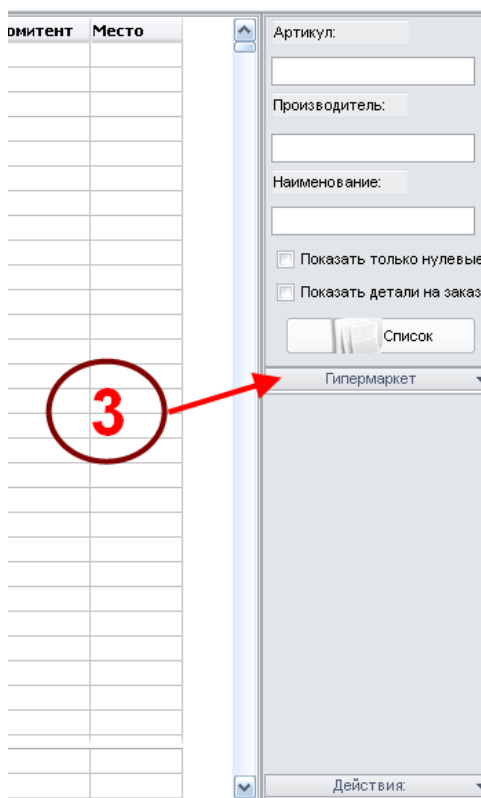 омитент Место
Артикул:
Производитель:
Наименование:
Показать только нулевые
Показать детали на заказ
Список
Гипермаркет
3
Действия: